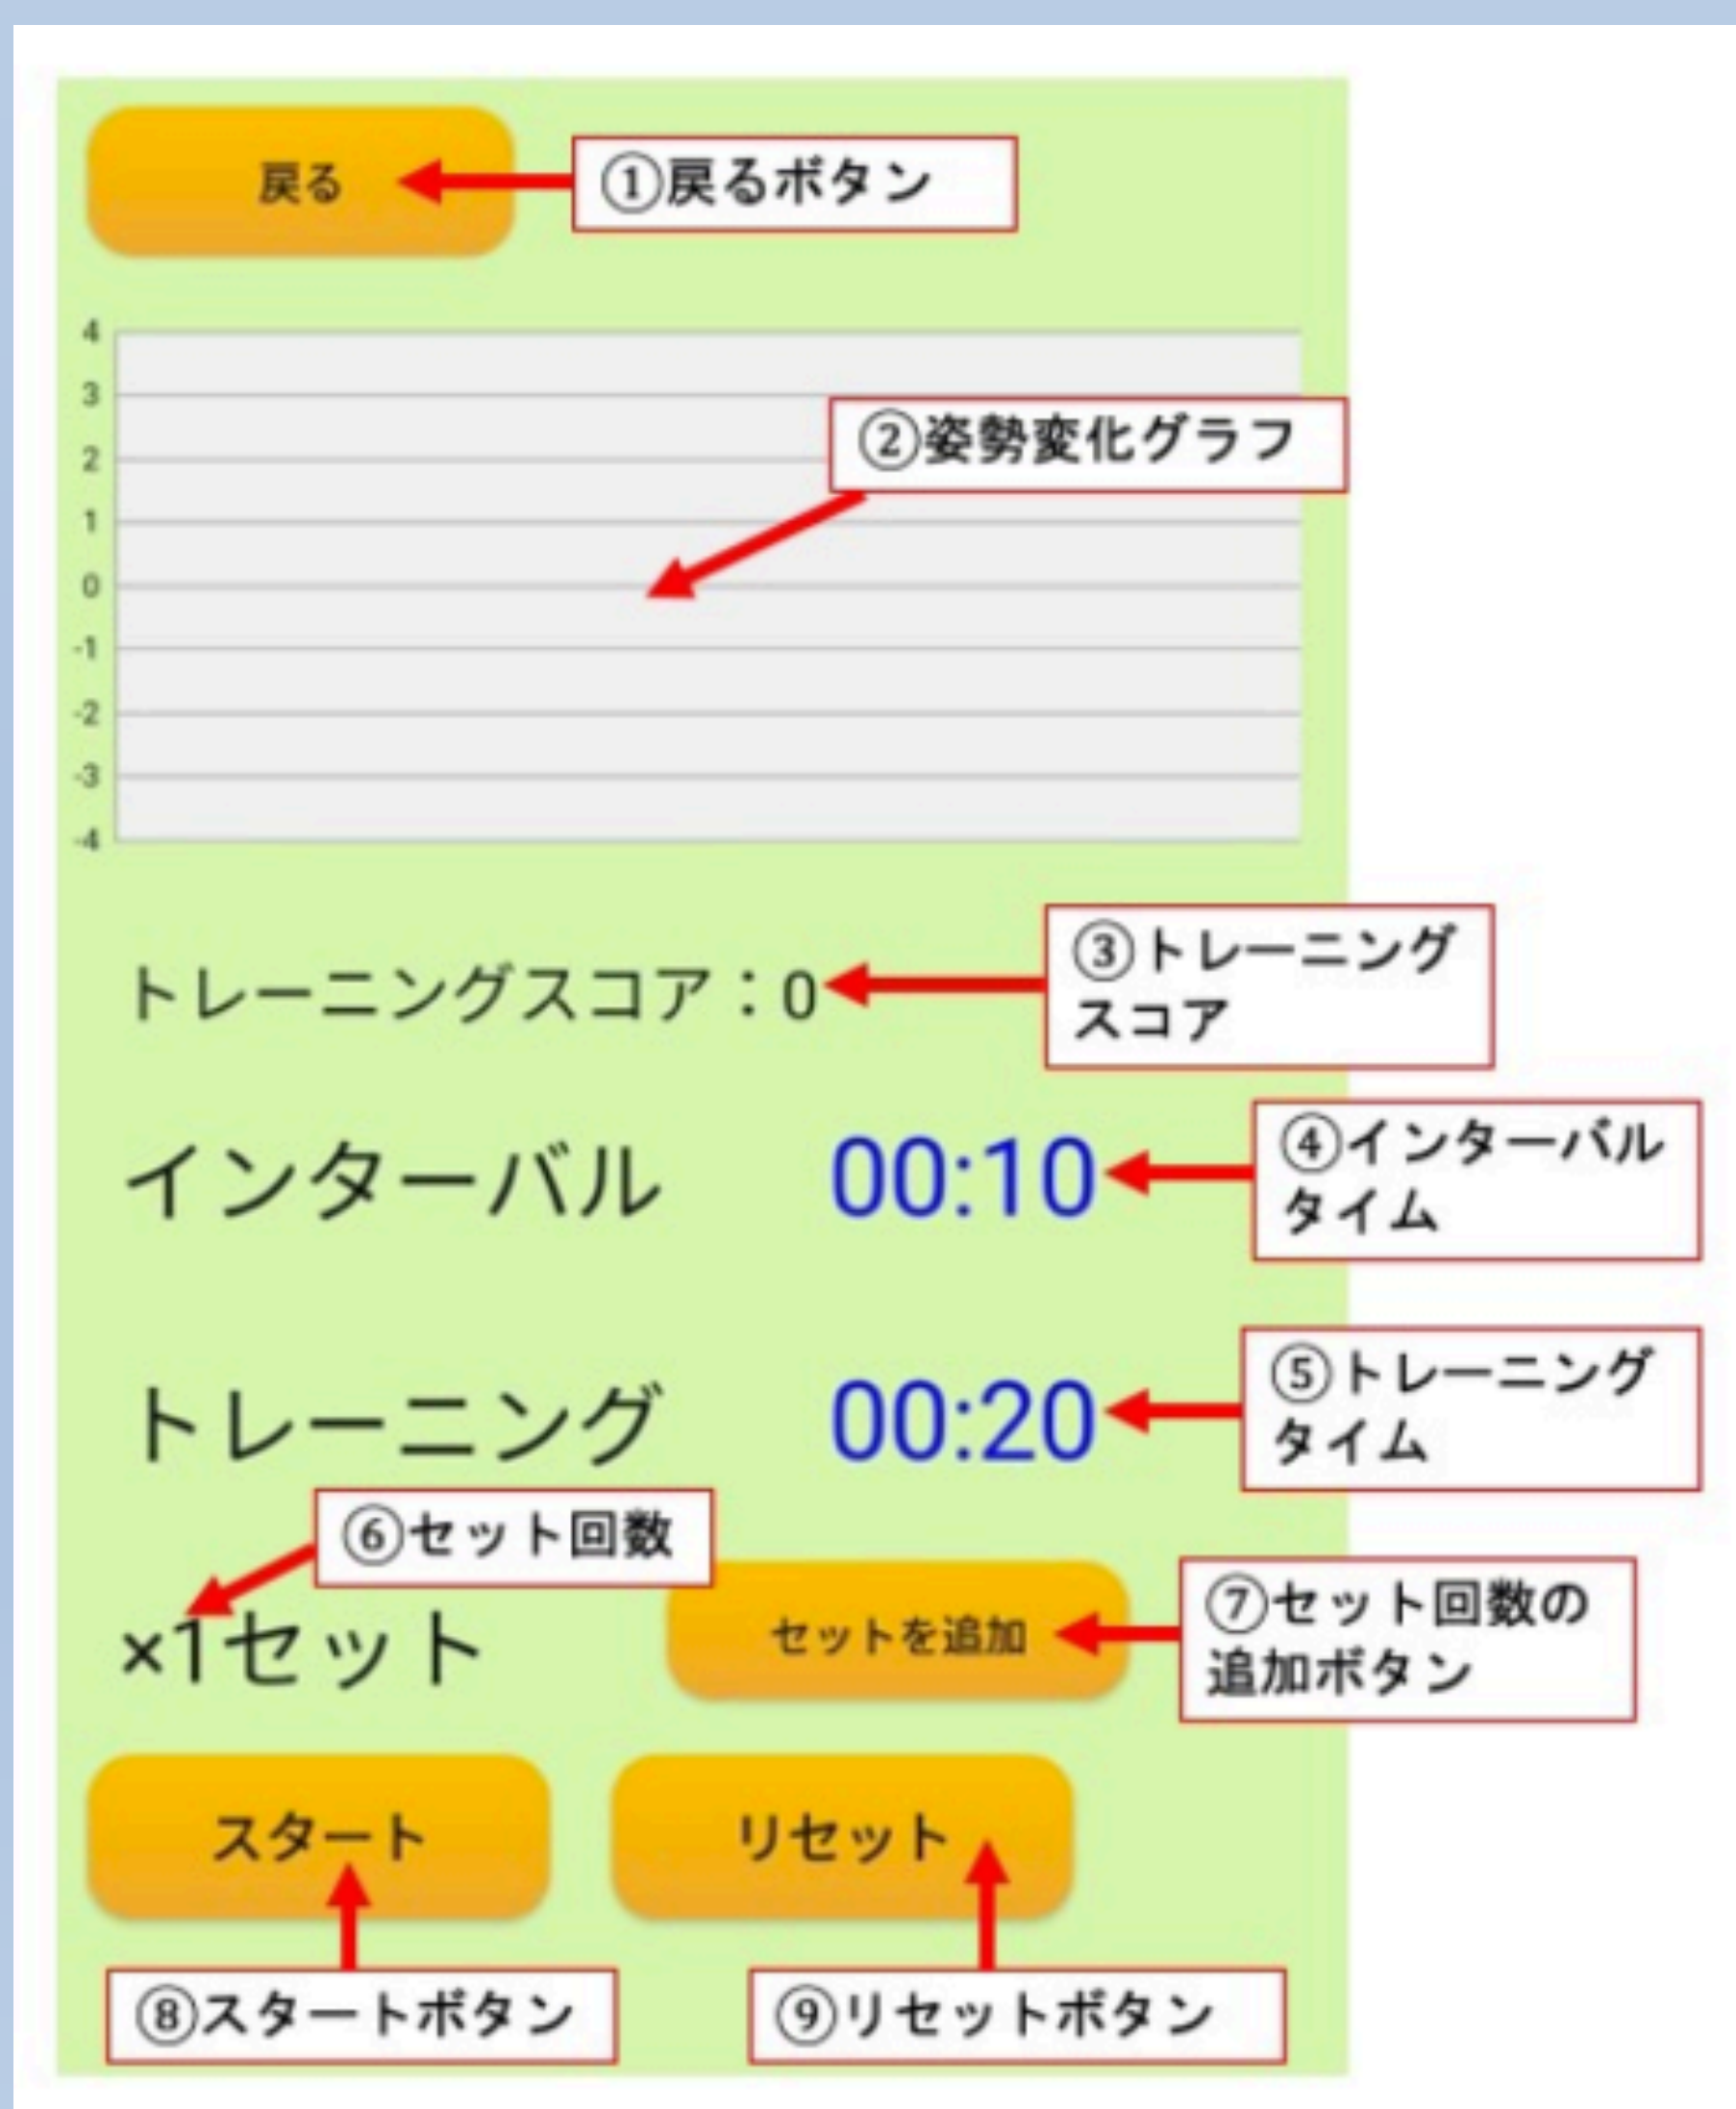 戻る
①戻るボタン
4
3
②姿勢変化グラフ
2
1
0
-1
-2
-3
-4
③トレーニング
スコア
トレーニングスコア：0
インターバル 00:10
④インターバル
タイム
トレーニング 00:20
⑤トレーニング
タイム
⑥セット回数
×1セット
セットを追加
⑦セット回数の
追加ボタン
スタート
リセット
⑧スタートボタン
⑨リセットボタン